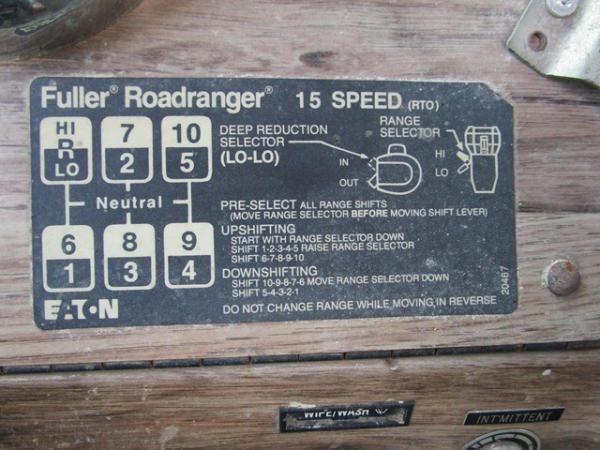 Fuller® Roadranger® 15 SPEED (RTO)
HI
R
LO
7
2
10
5
DEEP REDUCTION
SELECTOR
(LO-LO)
IN
OUT
RANGE
SELECTOR
HI
LO
Neutral
6
1
8
3
9
4
PRE-SELECT ALL RANGE SHIFTS
(MOVE RANGE SELECTOR BEFORE MOVING SHIFT LEVER)
UPSHIFTING
START WITH RANGE SELECTOR DOWN
SHIFT 1-2-3-4-5 RAISE RANGE SELECTOR
SHIFT 6-7-8-9-10
DOWNSHIFTING
SHIFT 10-9-8-7-6 MOVE RANGE SELECTOR DOWN
SHIFT 5-4-3-2-1
DO NOT CHANGE RANGE WHILE MOVING IN REVERSE
EATON
20467
WIPE/WASH
INT'MITTENT